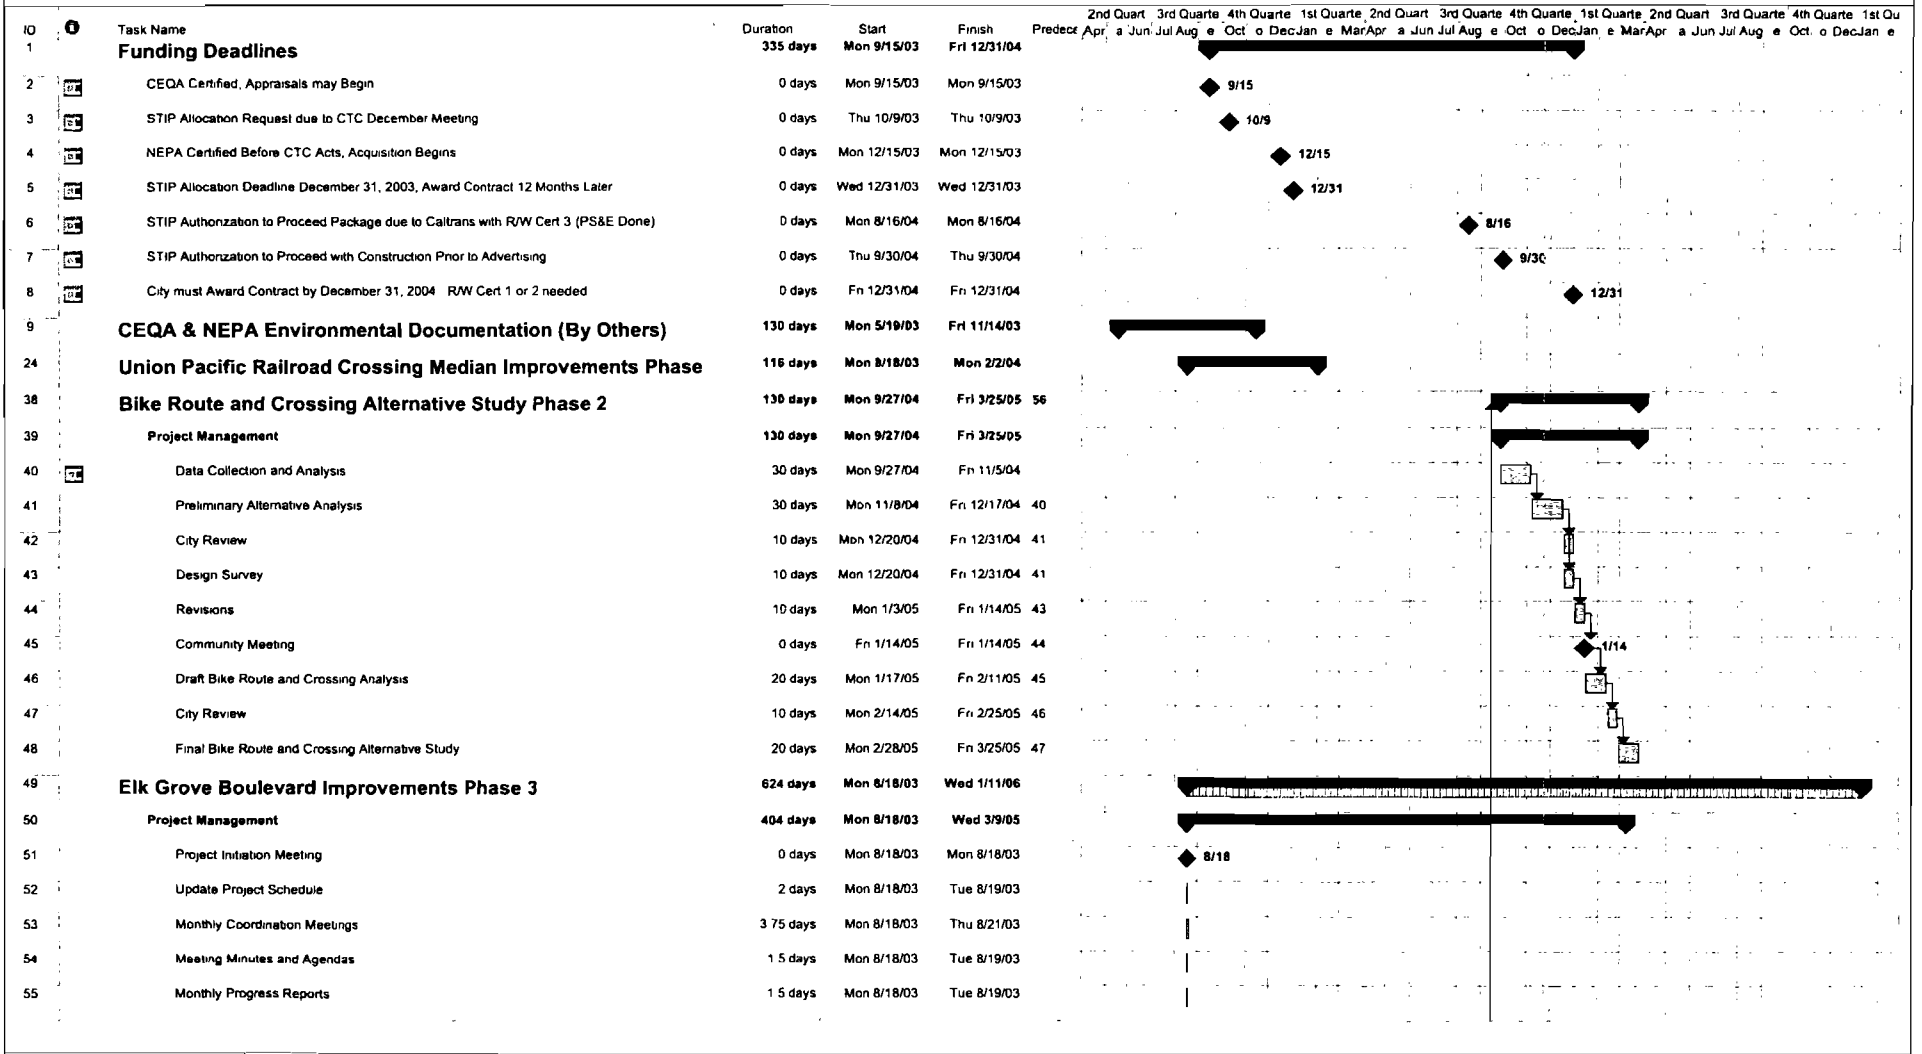 2nd Quart 3rd Quarte 4th Quarte 1st Quarte 2nd Quart 3rd Quarte 4th Quarte 1st Quarte 2nd Quart 3rd Quarte 4th Quarte 1st Qu
ID Task Name Duration Start Finish Predece Apr a Jun Jul Aug e Oct o Dec Jan e Mar Apr a Jun Jul Aug e Oct o Dec Jan e Mar Apr a Jun Jul Aug e Oct o Dec Jan e
1 Funding Deadlines 335 days Mon 9/15/03 Fri 12/31/04
2 CEQA Certified, Appraisals may Begin 0 days Mon 9/15/03 Mon 9/15/03 9/15
3 STIP Allocation Request due to CTC December Meeting 0 days Thu 10/9/03 Thu 10/9/03 10/9
4 NEPA Certified Before CTC Acts, Acquisition Begins 0 days Mon 12/15/03 Mon 12/15/03 12/15
5 STIP Allocation Deadline December 31, 2003, Award Contract 12 Months Later 0 days Wed 12/31/03 Wed 12/31/03 12/31
6 STIP Authorization to Proceed Package due to Caltrans with R/W Cert 3 (PS&E Done) 0 days Mon 8/16/04 Mon 8/16/04 8/16
7 STIP Authorization to Proceed with Construction Prior to Advertising 0 days Thu 9/30/04 Thu 9/30/04 9/30
8 City must Award Contract by December 31, 2004 R/W Cert 1 or 2 needed 0 days Fri 12/31/04 Fri 12/31/04 12/31
9 CEQA & NEPA Environmental Documentation (By Others) 130 days Mon 5/19/03 Fri 11/14/03
24 Union Pacific Railroad Crossing Median Improvements Phase 116 days Mon 8/18/03 Mon 2/2/04
38 Bike Route and Crossing Alternative Study Phase 2 130 days Mon 9/27/04 Fri 3/25/05 56
39 Project Management 130 days Mon 9/27/04 Fri 3/25/05
40 Data Collection and Analysis 30 days Mon 9/27/04 Fri 11/5/04
41 Preliminary Alternative Analysis 30 days Mon 11/8/04 Fri 12/17/04 40
42 City Review 10 days Mon 12/20/04 Fri 12/31/04 41
43 Design Survey 10 days Mon 12/20/04 Fri 12/31/04 41
44 Revisions 10 days Mon 1/3/05 Fri 1/14/05 43
45 Community Meeting 0 days Fri 1/14/05 Fri 1/14/05 44 1/14
46 Draft Bike Route and Crossing Analysis 20 days Mon 1/17/05 Fri 2/11/05 45
47 City Review 10 days Mon 2/14/05 Fri 2/25/05 46
48 Final Bike Route and Crossing Alternative Study 20 days Mon 2/28/05 Fri 3/25/05 47
49 Elk Grove Boulevard Improvements Phase 3 624 days Mon 8/18/03 Wed 1/11/06
50 Project Management 404 days Mon 8/18/03 Wed 3/9/05
51 Project Initiation Meeting 0 days Mon 8/18/03 Mon 8/18/03 8/18
52 Update Project Schedule 2 days Mon 8/18/03 Tue 8/19/03
53 Monthly Coordination Meetings 3 75 days Mon 8/18/03 Thu 8/21/03
54 Meeting Minutes and Agendas 1 5 days Mon 8/18/03 Tue 8/19/03
55 Monthly Progress Reports 1 5 days Mon 8/18/03 Tue 8/19/03